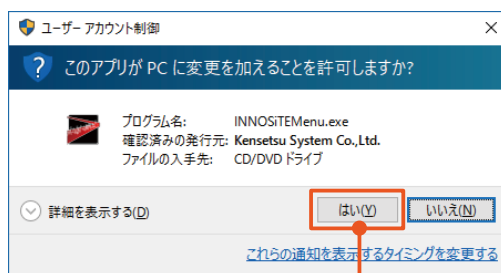 ユーザー アカウント制御
このアプリが PC に変更を加えることを許可しますか?
プログラム名: INNOSiTEMenu.exe
確認済みの発行元: Kensetsu System Co.,Ltd.
ファイルの入手先: CD/DVD ドライブ
詳細を表示する(D) はい(Y) いいえ(N)
これらの通知を表示するタイミングを変更する